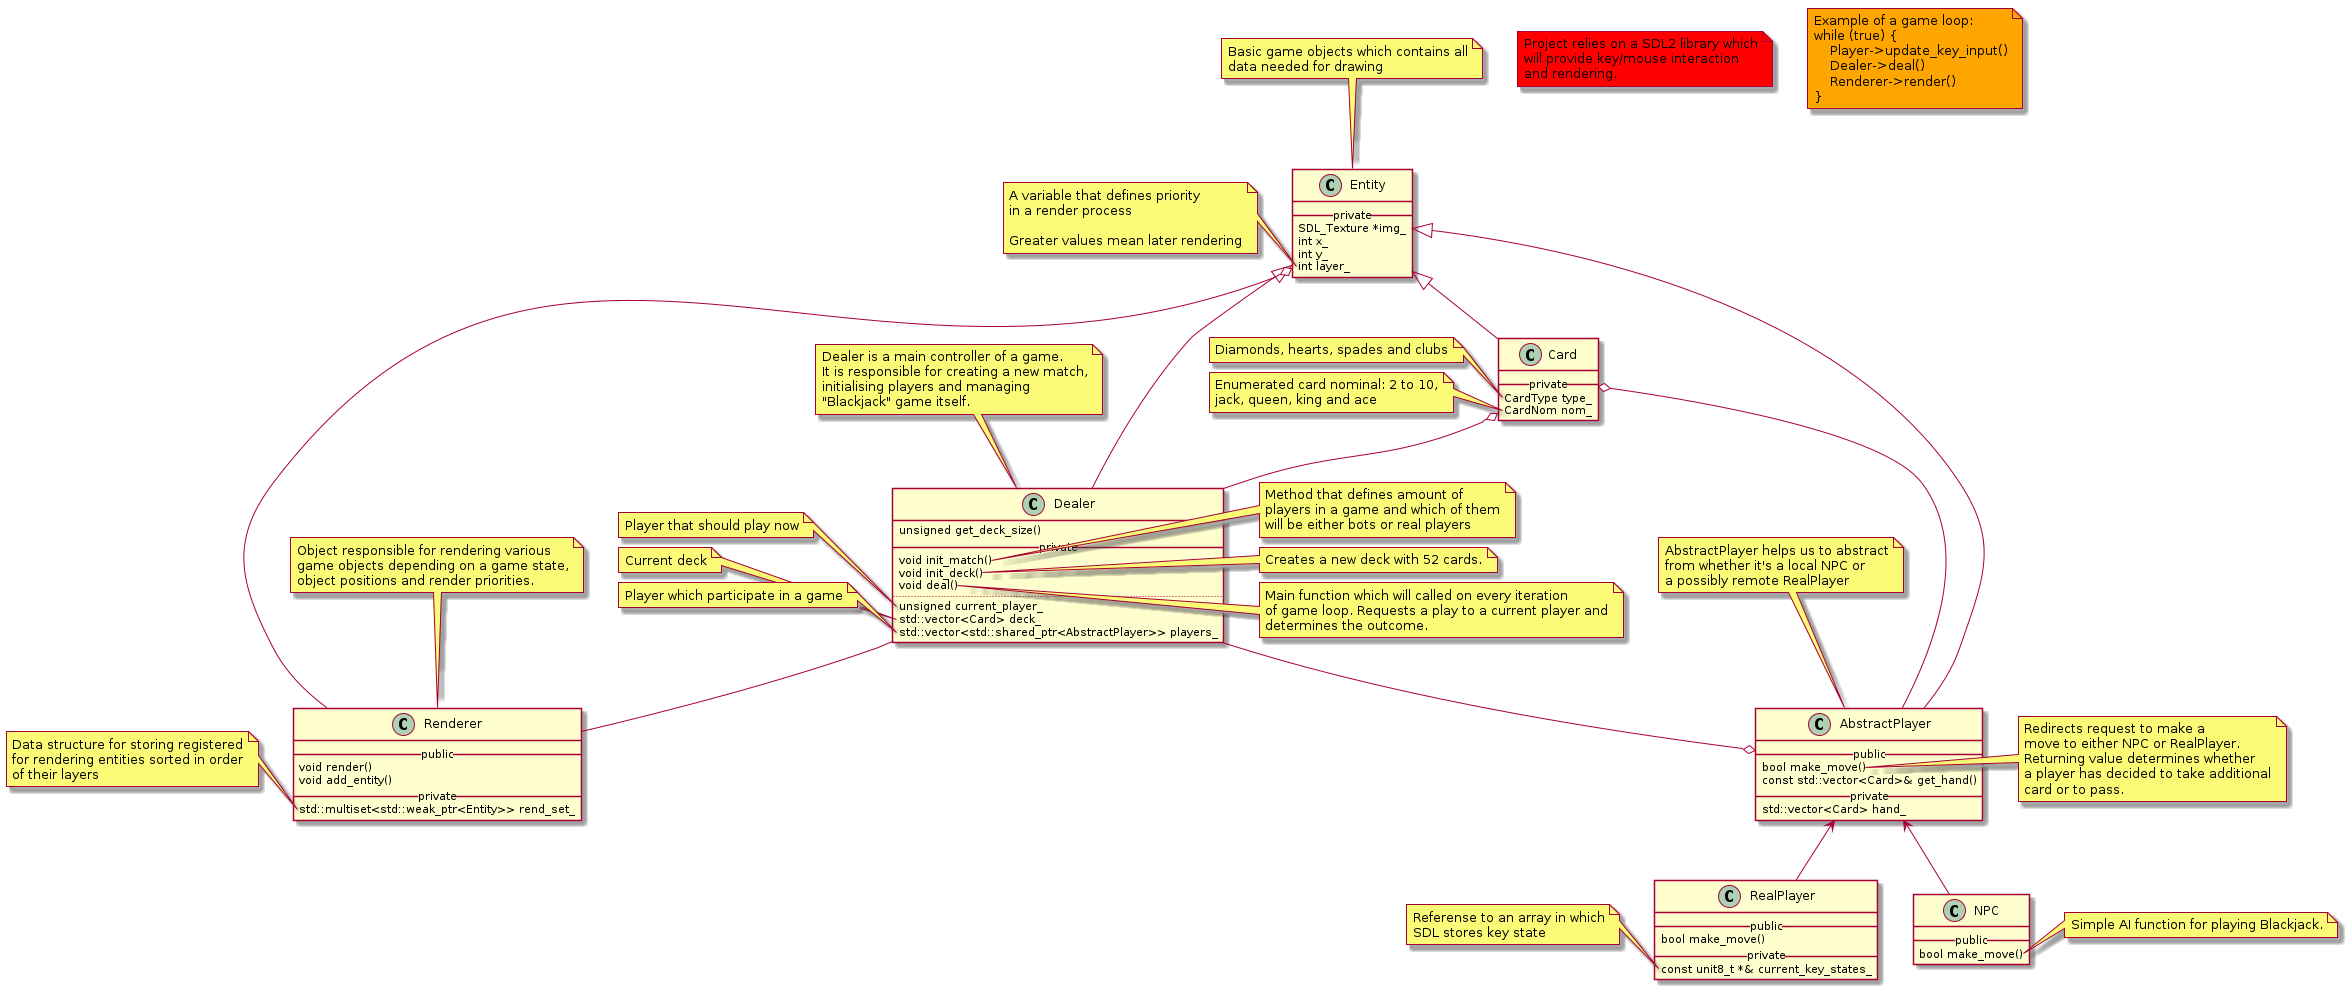 Example of a game loop:
while (true) {
    Player->update_key_input()
    Dealer->deal()
    Renderer->render()
}
Project relies on a SDL2 library which
will provide key/mouse interaction
and rendering.
Basic game objects which contains all
data needed for drawing
A variable that defines priority
in a render process
Greater values mean later rendering
C Entity
private
SDL_Texture *img_
int x_
int y_
int layer_
Diamonds, hearts, spades and clubs
Enumerated card nominal: 2 to 10,
jack, queen, king and ace
C Card
private
CardType type_
CardNom nom_
Dealer is a main controller of a game.
It is responsible for creating a new match,
initialising players and managing
"Blackjack" game itself.
Player that should play now
Current deck
Player which participate in a game
C Dealer
unsigned get_deck_size()
private
void init_match()
void init_deck()
void deal()
unsigned current_player_
std::vector<Card> deck_
std::vector<std::shared_ptr<AbstractPlayer>> players_
Method that defines amount of
players in a game and which of them
will be either bots or real players
Creates a new deck with 52 cards.
Main function which will called on every iteration
of game loop. Requests a play to a current player and
determines the outcome.
Object responsible for rendering various
game objects depending on a game state,
object positions and render priorities.
AbstractPlayer helps us to abstract
from whether it's a local NPC or
a possibly remote RealPlayer
Data structure for storing registered
for rendering entities sorted in order
of their layers
C Renderer
public
void render()
void add_entity()
private
std::multiset<std::weak_ptr<Entity>> rend_set_
C AbstractPlayer
public
bool make_move()
const std::vector<Card>& get_hand()
private
std::vector<Card> hand_
Redirects request to make a
move to either NPC or RealPlayer.
Returning value determines whether
a player has decided to take additional
card or to pass.
Referense to an array in which
SDL stores key state
C RealPlayer
public
bool make_move()
private
const unit8_t *& current_key_states_
C NPC
public
bool make_move()
Simple AI function for playing Blackjack.